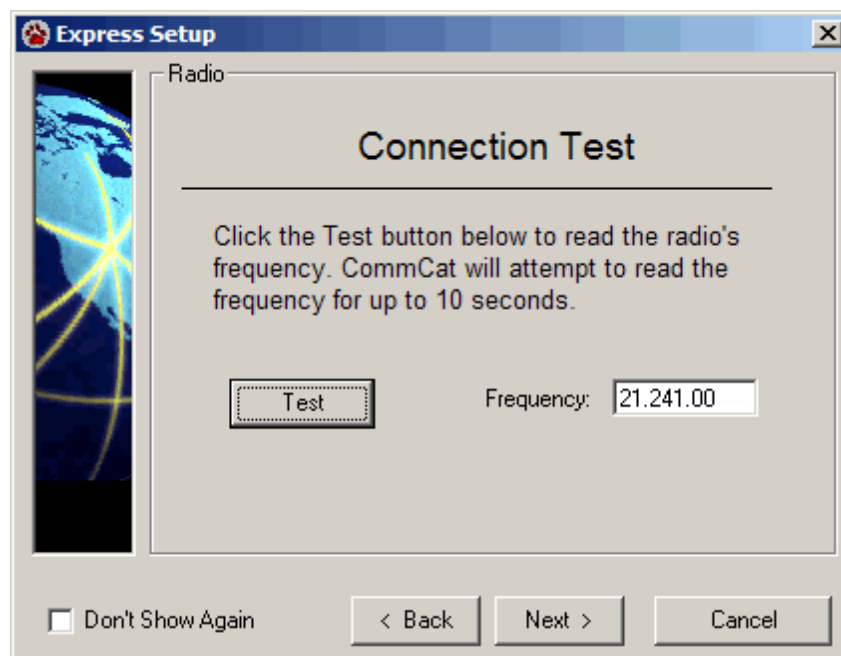 Express Setup
Radio
Connection Test
Click the Test button below to read the radio's
frequency. CommCat will attempt to read the
frequency for up to 10 seconds.
Test
Frequency: 21.241.00
Don't Show Again
< Back
Next >
Cancel